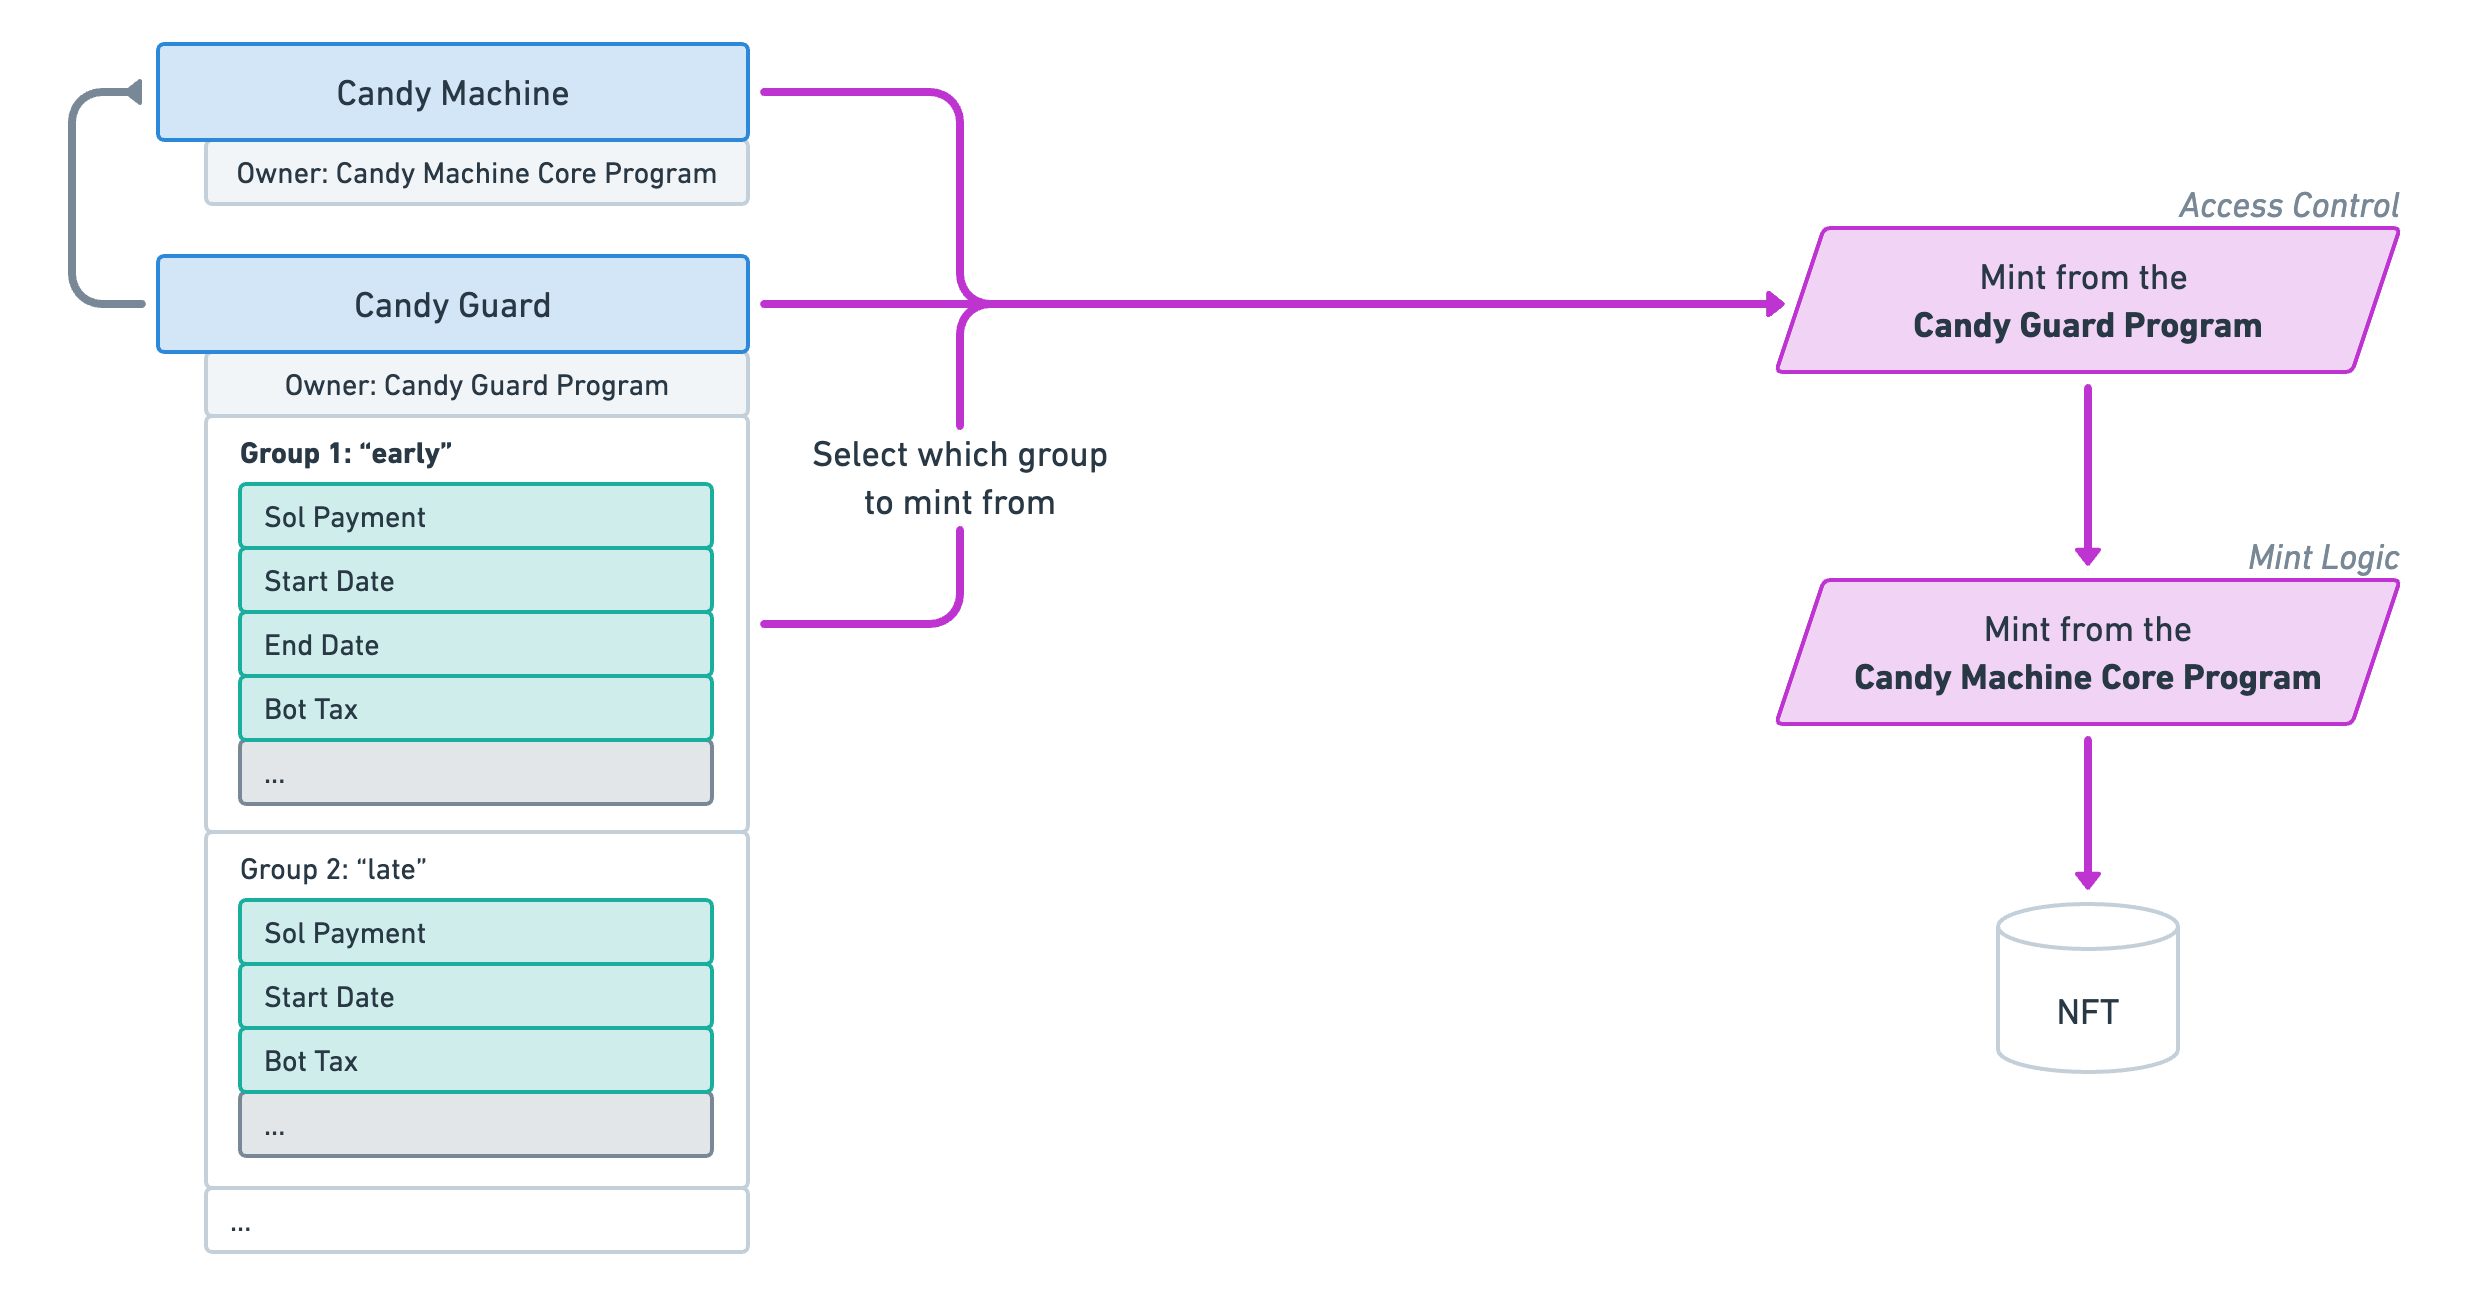 Candy Machine
Owner: Candy Machine Core Program
Candy Guard
Owner: Candy Guard Program
Group 1: “early”
Sol Payment
Start Date
End Date
Bot Tax
...
Group 2: “late”
Sol Payment
Start Date
Bot Tax
...
...
Select which group
to mint from
Access Control
Mint from the
Candy Guard Program
Mint Logic
Mint from the
Candy Machine Core Program
NFT